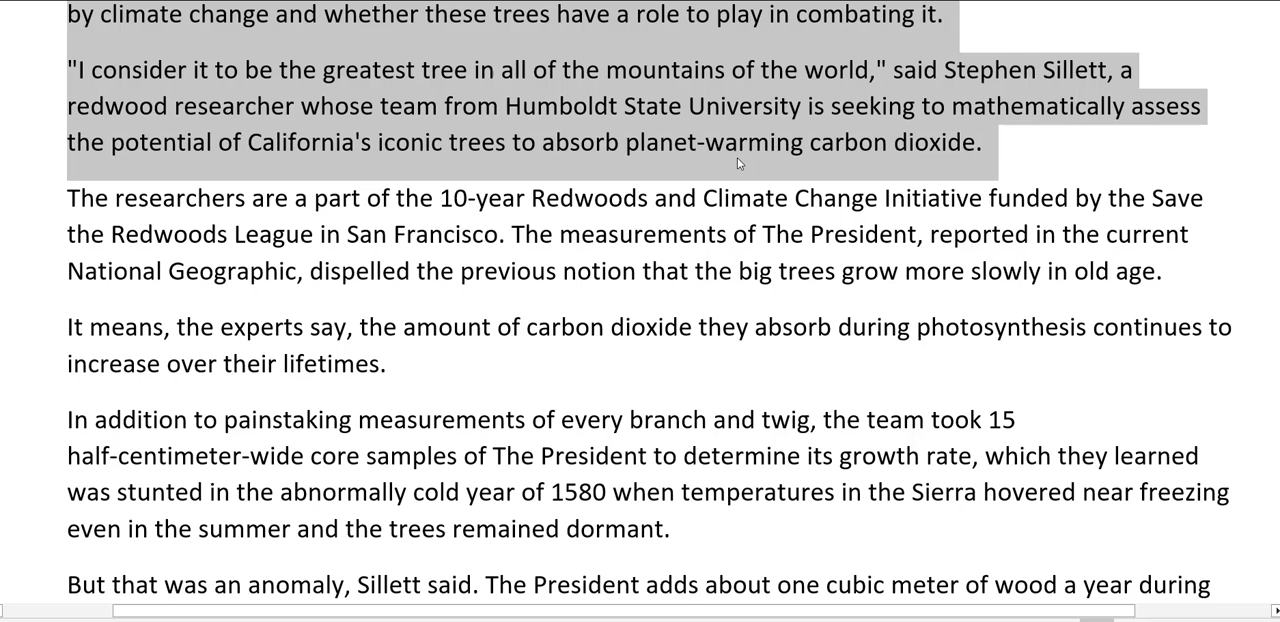 by climate change and whether these trees have a role to play in combating it.
"I consider it to be the greatest tree in all of the mountains of the world," said Stephen Sillett, a
redwood researcher whose team from Humboldt State University is seeking to mathematically assess
the potential of California's iconic trees to absorb planet-warming carbon dioxide.
The researchers are a part of the 10-year Redwoods and Climate Change Initiative funded by the Save
the Redwoods League in San Francisco. The measurements of The President, reported in the current
National Geographic, dispelled the previous notion that the big trees grow more slowly in old age.
It means, the experts say, the amount of carbon dioxide they absorb during photosynthesis continues to
increase over their lifetimes.
In addition to painstaking measurements of every branch and twig, the team took 15
half-centimeter-wide core samples of The President to determine its growth rate, which they learned
was stunted in the abnormally cold year of 1580 when temperatures in the Sierra hovered near freezing
even in the summer and the trees remained dormant.
But that was an anomaly, Sillett said. The President adds about one cubic meter of wood a year during